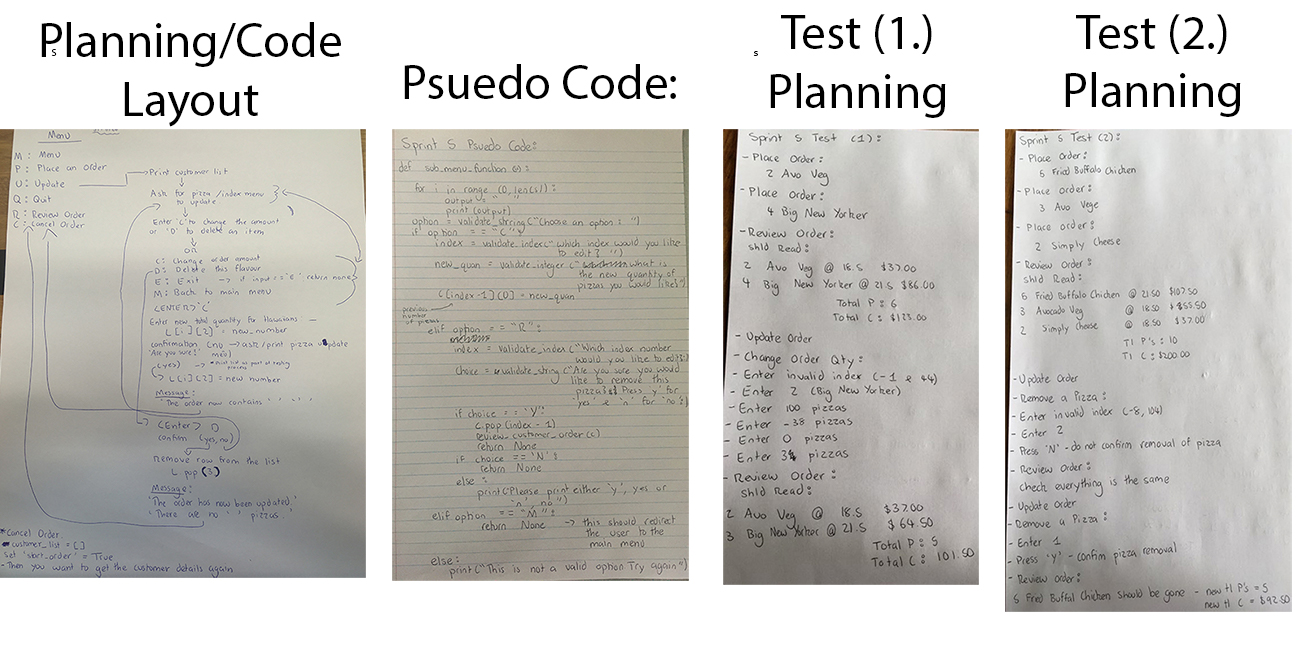 Planning/Code
Layout
s
Menu
M : Menu
P : Place an Order
U : Update
Q : Quit
R : Review Order
C : Cancel Order
Print customer list
Ask for pizza /index menu
to update
Enter 'C' to change the amount
or 'D' to delete an item
or
C : Change order amount
D : Delete this flavour
E : Exit → if input == 'E' return none
M : Back to main menu
<ENTER> 'C'
Enter new total quantity for Hawaiians
L[i][2] = new_number
confirmation (no → ask/print pizza update
'Are you sure!' menu)
(yes)
→ L[i][2] = new number
Message:
'The order now contains ' ' ' '
<Enter> D
confirm (yes, no)
remove row from the list
L pop (3)
Message:
'The order has now been updated,'
'There are no ' ' pizzas.'
*Cancel Order
customer_list = [.]
set 'start_order' = True
- Then you want to get the customer details again
Psuedo Code:
Sprint 5 Psuedo Code:
def sub_menu_function (o):
for i in range (0, len(s)):
output = " "
print (output)
option = validate_string ("Choose an option : ")
if option == "C":
index = validate_index (" which index would you like
to edit? ")
new_quan = validate_integer (" what is
the new quantity of
pizzas you would like?")
c[index-1][0] = new_quan
previous
number
of pizzas
elif option == "R":
index = validate_index ("Which index number
would you like to edit?:)
choice = validate_string ("Are you sure you would
like to remove this
pizza? Press 'y' for
'yes' & 'n' for 'no':)
if choice == 'Y'
c.pop (index - 1)
review_customer_order (c)
return None
if choice == 'N':
return None
else :
print("Please print either 'y', yes or
'n', no")
elif option == "M":
return None → this should redirect
the user to the
main menu
else:
print ("This is not a valid option Try again")
s
Test (1.)
Planning
Sprint 5 Test (1):
- Place Order :
2 Avo Veg
- Place Order:
4 Big New Yorker
- Review Order:
shld Read:
2 Avo Veg @ 18.5 $37.00
4 Big New Yorker @ 21.5 $86.00
Total P : 6
Total C : $123.00
- Update Order
- Change Order Qty :
- Enter invalid index (-1 & 44)
- Enter 2 (Big New Yorker)
- Enter 100 pizzas
- Enter -38 pizzas
- Enter 0 pizzas
- Enter 3 pizzas
- Review Order :
shld Read:
2 Avo Veg @ 18.5 $37.00
3 Big New Yorker @ 21.5 $ 64.50
Total P: 5
Total C : 101.50
Test (2.)
Planning
Sprint 5 Test (2):
- Place Order:
5 Fried Buffalo Chicken
- Place order:
3 Avo Vege
- Place order:
2 Simply Cheese
- Review Order:
shld Read:
5 Fried Buffalo Chicken @ 21.50 $107.50
3 Avocado Veg @ 18.50 $55.50
2 Simply Cheese @ 18.50 $37.00
Tl P's : 10
Tl C : $200.00
- Update Order
- Remove a Pizza :
- Enter invalid index (-8, 104)
- Enter 2
- Press 'N' - do not confirm removal of pizza
- Review Order :
check everything is the same
- Update Order
- Remove a Pizza :
- Enter 1
- Press 'y' - confim pizza removal
- Review Order:
5 Fried Buffal Chicken should be gone - new tl P's = 5
new tl C = $92.50